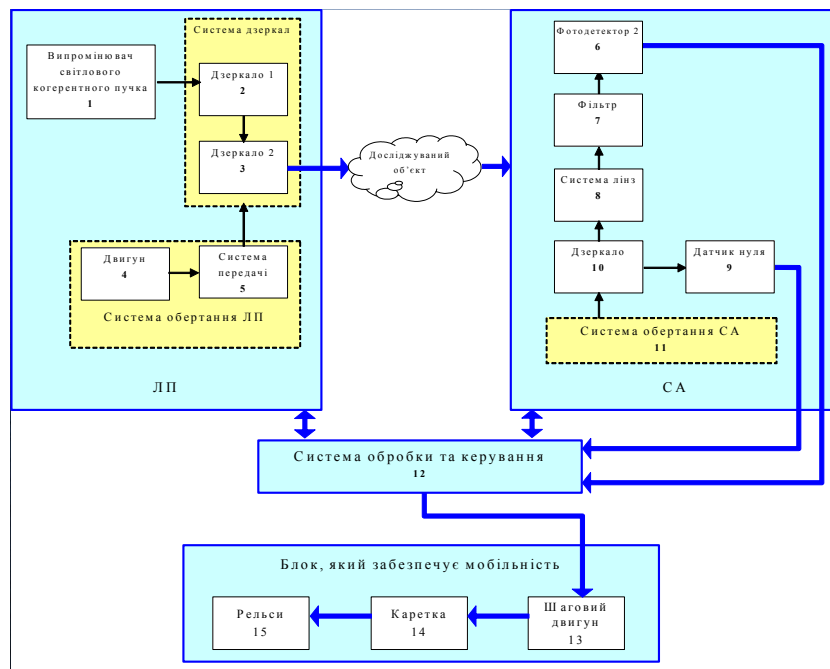 Система дзеркал
Випромінювач
світлового
когерентного пучка
1
Дзеркало 1
2
Дзеркало 2
3
Двигун
4
Система
передачі
5
Система обертання ЛП
ЛП
Досліджуваний
об'єкт
Фотодетектор 2
6
Фільтр
7
Система лінз
8
Дзеркало
10
Датчик нуля
9
Система обертання СА
11
СА
Система обробки та керування
12
Блок, який забезпечує мобільність
Рельси
15
Каретка
14
Шаговий
двигун
13